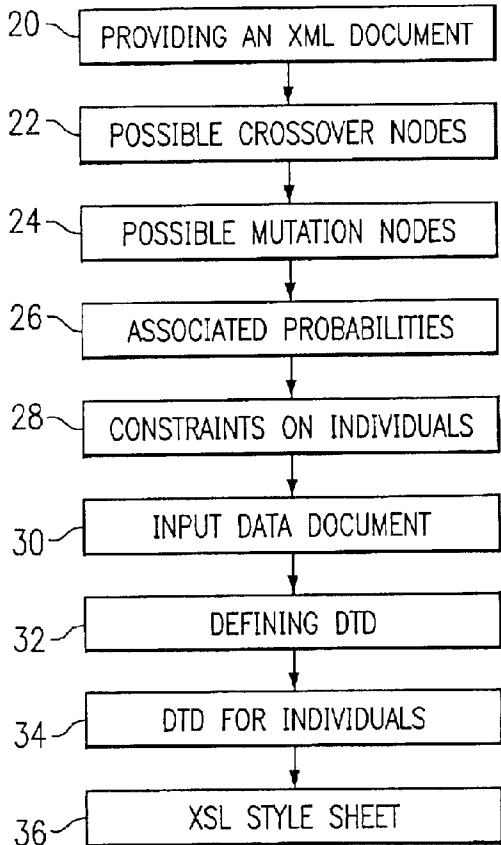 20 PROVIDING AN XML DOCUMENT
22 POSSIBLE CROSSOVER NODES
24 POSSIBLE MUTATION NODES
26 ASSOCIATED PROBABILITIES
28 CONSTRAINTS ON INDIVIDUALS
30 INPUT DATA DOCUMENT
32 DEFINING DTD
34 DTD FOR INDIVIDUALS
36 XSL STYLE SHEET